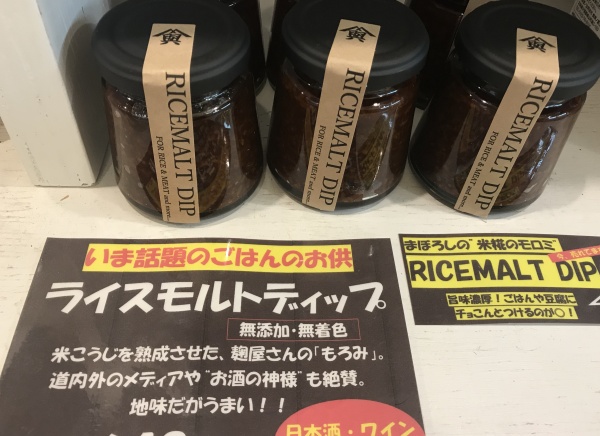 RICEMALT DIP
FOR RICE & MEAT and more..
RICEMALT DIP
FOR RICE & MEAT and more..
RICEMALT DIP
FOR RICE & MEAT and more..
いま話題のごはんのお供
ライスモルトディップ
無添加・無着色
米こうじを熟成させた、麹屋さんの「もろみ」。
道内外のメディアや“お酒の神様”も絶賛。
地味だがうまい!!
日本酒・ワイン
まぼろしの“米糀のモロミ”
RICEMALT DIP
旨味濃厚!ごはんや豆腐に
チョこんとつけるのが○!